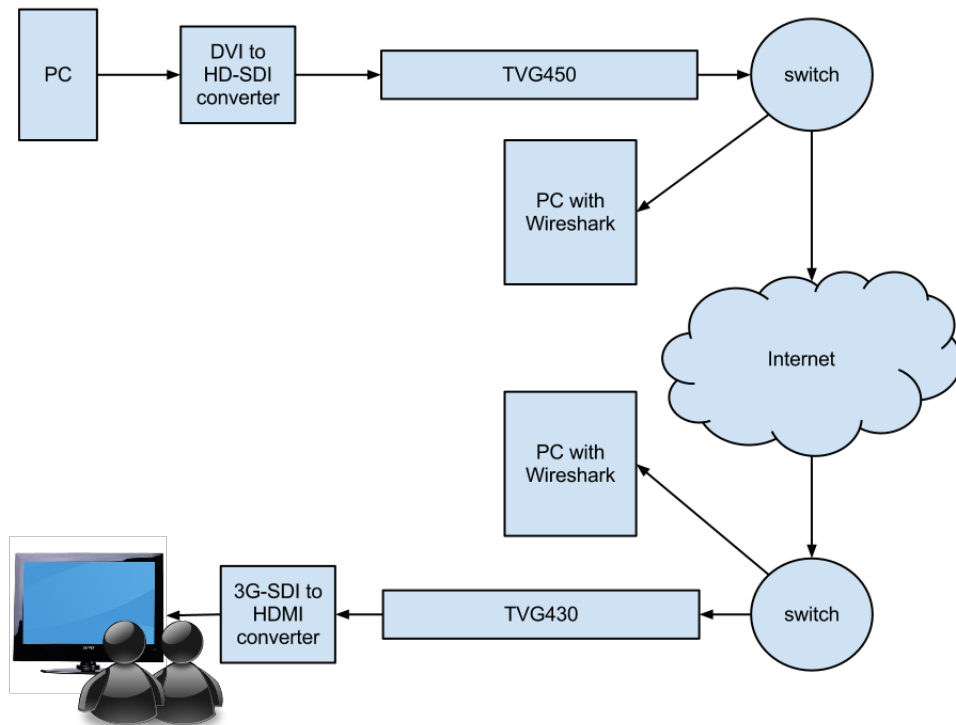 PC
DVI to
HD-SDI
converter
TVG450
switch
PC with
Wireshark
Internet
PC with
Wireshark
3G-SDI to
HDMI
converter
TVG430
switch